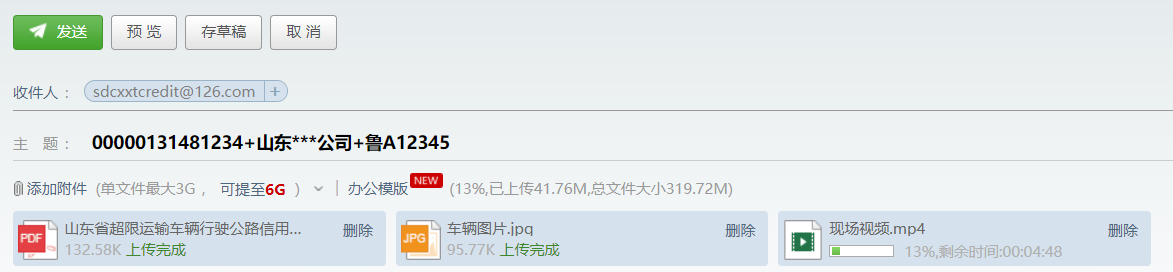 发送 预 览 存草稿 取 消
收件人： sdcxxtcredit@126.com +
主 题： 00000131481234+山东***公司+鲁A12345
添加附件 (单文件最大3G， 可提至6G ) | 办公模版 NEW (13%,已上传41.76M,总文件大小319.72M)
PDF 山东省超限运输车辆行驶公路信用... 删除 JPG 车辆图片.jpg 删除 现场视频.mp4 删除
132.58K 上传完成 95.77K 上传完成 13%,剩余时间:00:04:48